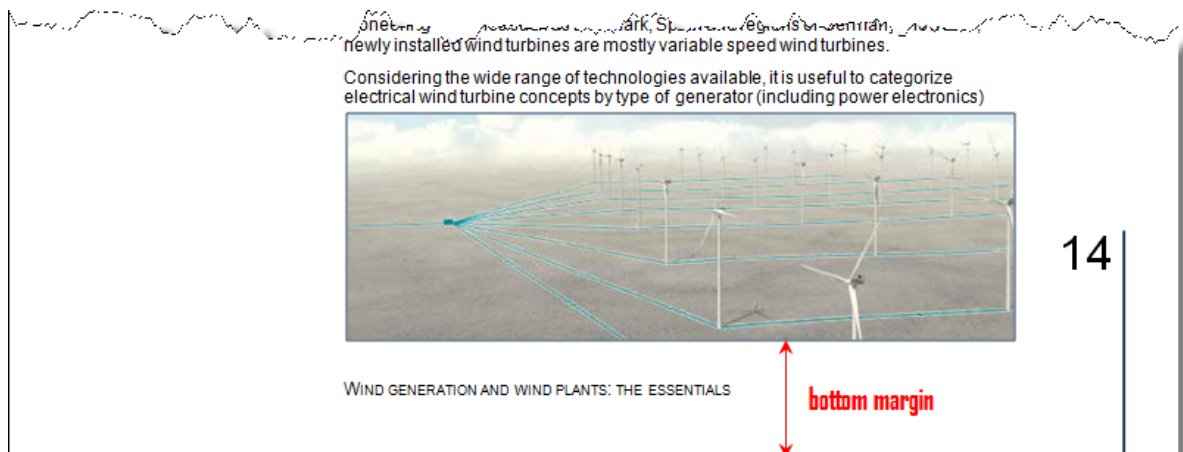 newly installed wind turbines are mostly variable speed wind turbines.
Considering the wide range of technologies available, it is useful to categorize
electrical wind turbine concepts by type of generator (including power electronics)
14
WIND GENERATION AND WIND PLANTS: THE ESSENTIALS
bottom margin